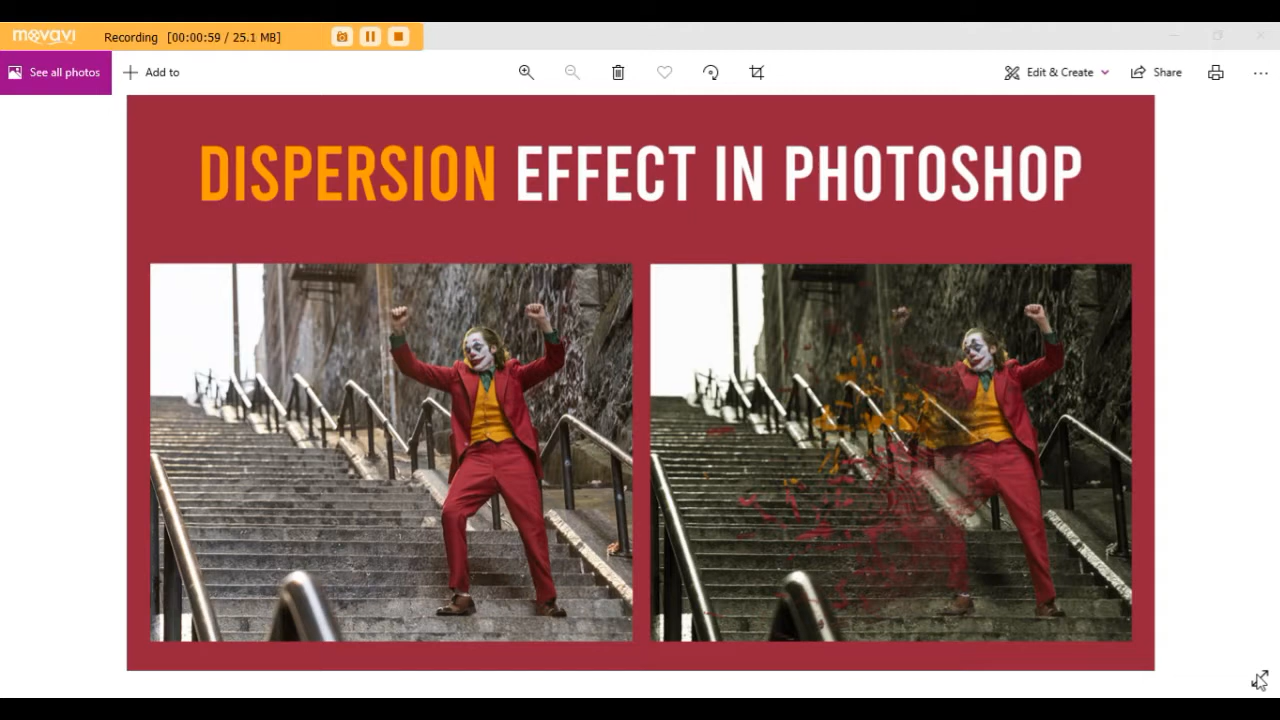 movavi Recording [00:00:59 / 25.1 MB]
See all photos Add to Edit & Create Share
DISPERSION EFFECT IN PHOTOSHOP